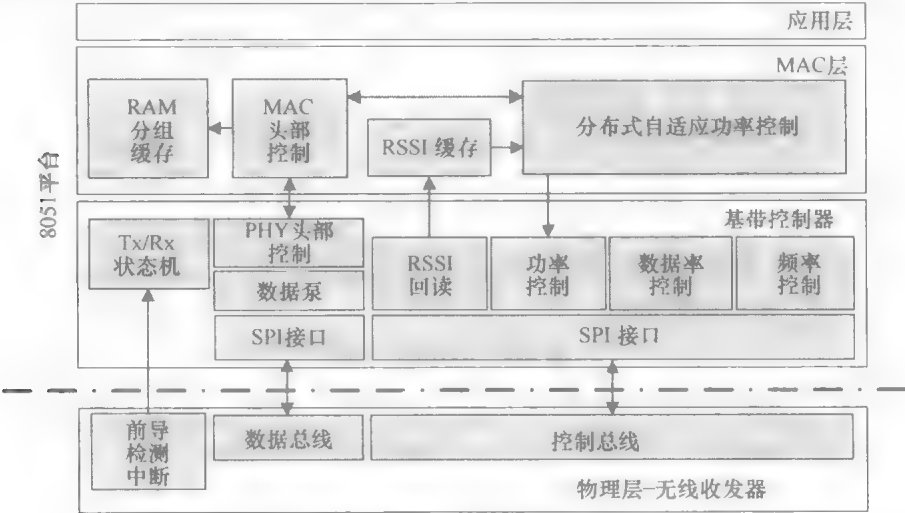 应用层
MAC层
RAM
分组
缓存
MAC
头部
控制
RSSI 缓存
分布式自适应功率控制
8051平台
基带控制器
Tx/Rx
状态机
PHY头部
控制
数据泵
SPI接口
RSSI
回读
功率
控制
数据率
控制
频率
控制
SPI 接口
前导
检测
中断
数据总线
控制总线
物理层-无线收发器